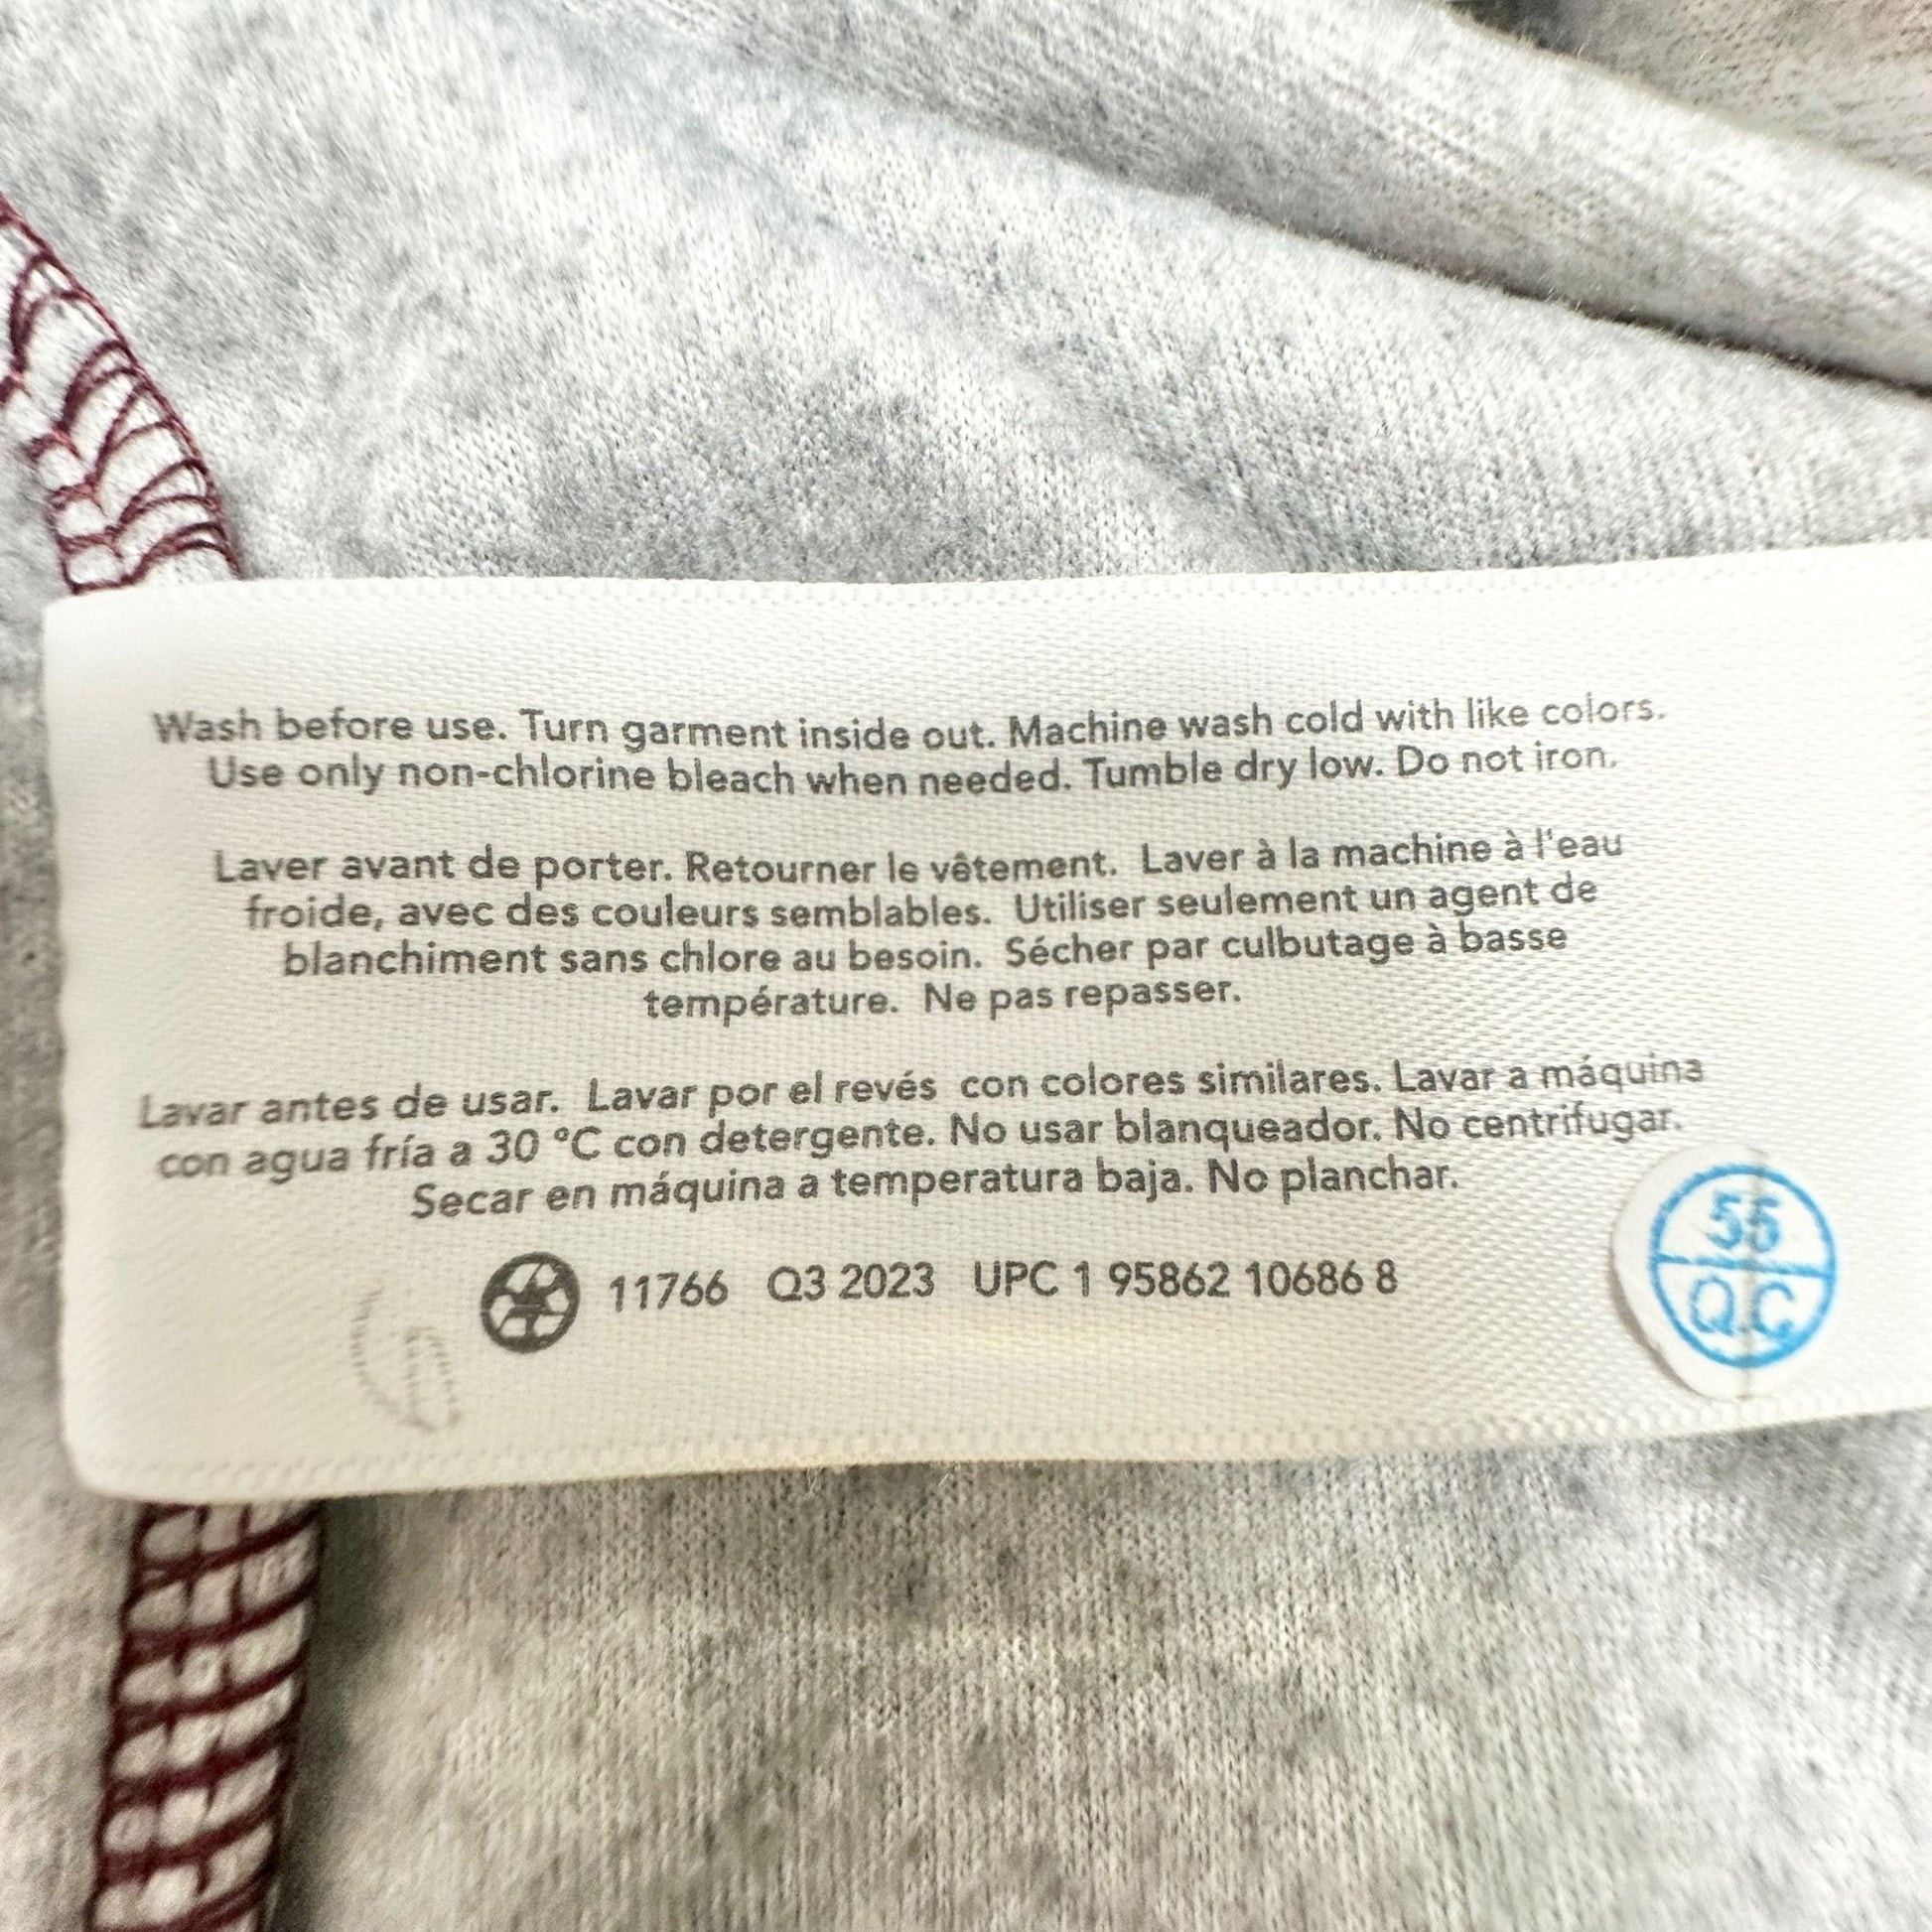 Wash before use. Turn garment inside out. Machine wash cold with like colors.
Use only non-chlorine bleach when needed. Tumble dry low. Do not iron.
Laver avant de porter. Retourner le vêtement. Laver à la machine à l'eau
froide, avec des couleurs semblables. Utiliser seulement un agent de
blanchiment sans chlore au besoin. Sécher par culbutage à basse
température. Ne pas repasser.
Lavar antes de usar. Lavar por el revés con colores similares. Lavar a máquina
con agua fría a 30 °C con detergente. No usar blanqueador. No centrifugar.
Secar en máquina a temperatura baja. No planchar.
11766 Q3 2023 UPC 1 95862 10686 8
55
QC